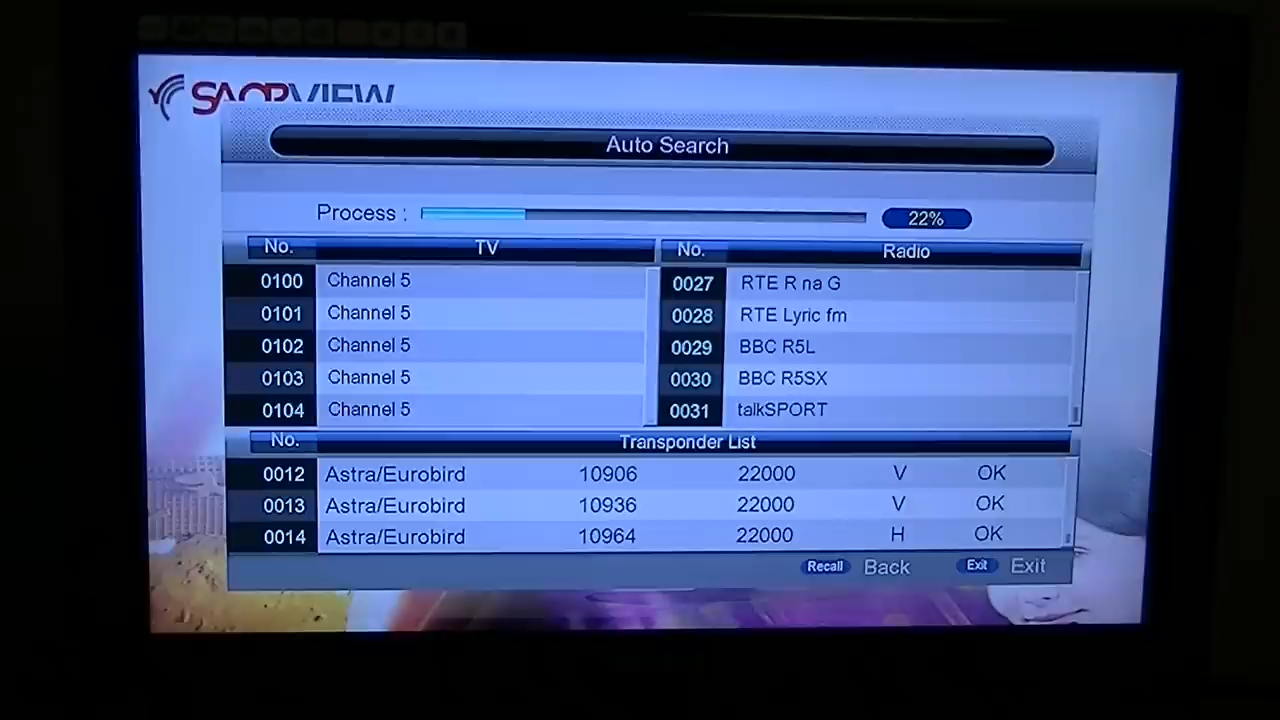 SAORVIEW
Auto Search
Process : 22%
No. TV No. Radio
0100 Channel 5 0027 RTE R na G
0101 Channel 5 0028 RTE Lyric fm
0102 Channel 5 0029 BBC R5L
0103 Channel 5 0030 BBC R5SX
0104 Channel 5 0031 talkSPORT
No. Transponder List
0012 Astra/Eurobird 10906 22000 V OK
0013 Astra/Eurobird 10936 22000 V OK
0014 Astra/Eurobird 10964 22000 H OK
Recall Back Exit Exit